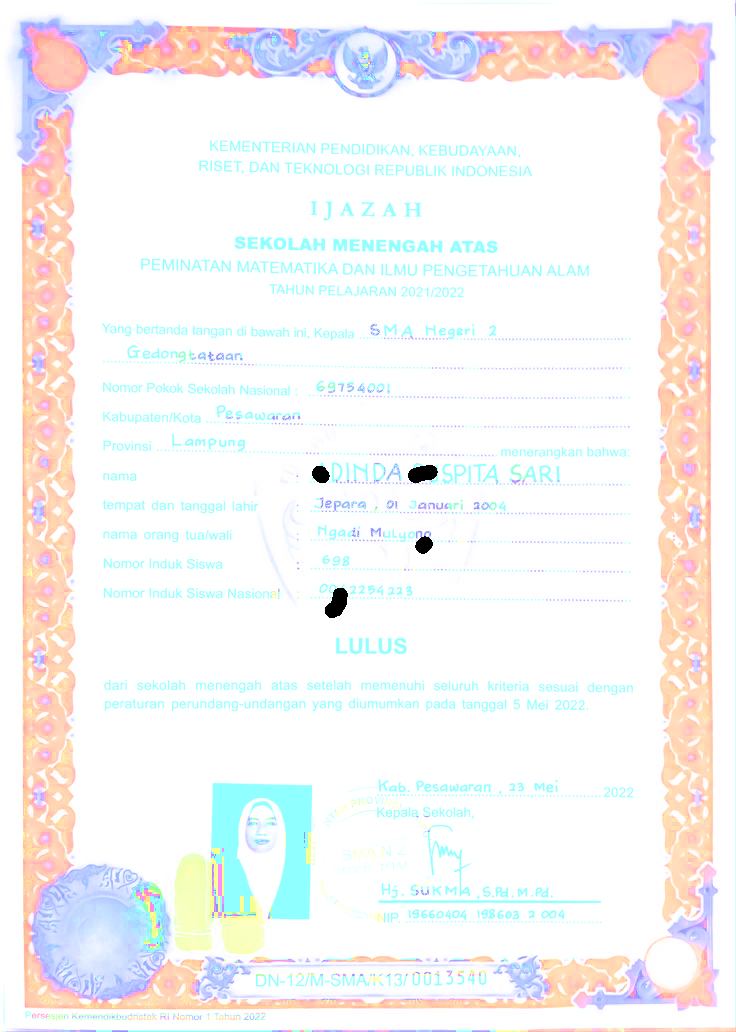 KEMENTERIAN PENDIDIKAN, KEBUDAYAAN,
RISET, DAN TEKNOLOGI REPUBLIK INDONESIA
IJAZAH
SEKOLAH MENENGAH ATAS
PEMINATAN MATEMATIKA DAN ILMU PENGETAHUAN ALAM
TAHUN PELAJARAN 2021/2022
Yang bertanda tangan di bawah ini, Kepala SMA Negeri 2
Gedongtataan
Nomor Pokok Sekolah Nasional : 69754001
Kabupaten/Kota Pesawaran
Provinsi Lampung menerangkan bahwa:
nama : DINDA SPITA SARI
tempat dan tanggal lahir : Jepara, 01 Januari 2004
nama orang tua/wali : Ngadi Mulyono
Nomor Induk Siswa : 698
Nomor Induk Siswa Nasional : 00 2254223
LULUS
dari sekolah menengah atas setelah memenuhi seluruh kriteria sesuai dengan
peraturan perundang-undangan yang diumumkan pada tanggal 5 Mei 2022.
Kab. Pesawaran, 23 Mei 2022
Kepala Sekolah,
Hj. SUKMA, S.Pd., M.Pd.
NIP. 19660404 198603 2 004
DN-12/M-SMA/K13/0013540
Persesjen Kemendikbudristek RI Nomor 1 Tahun 2022